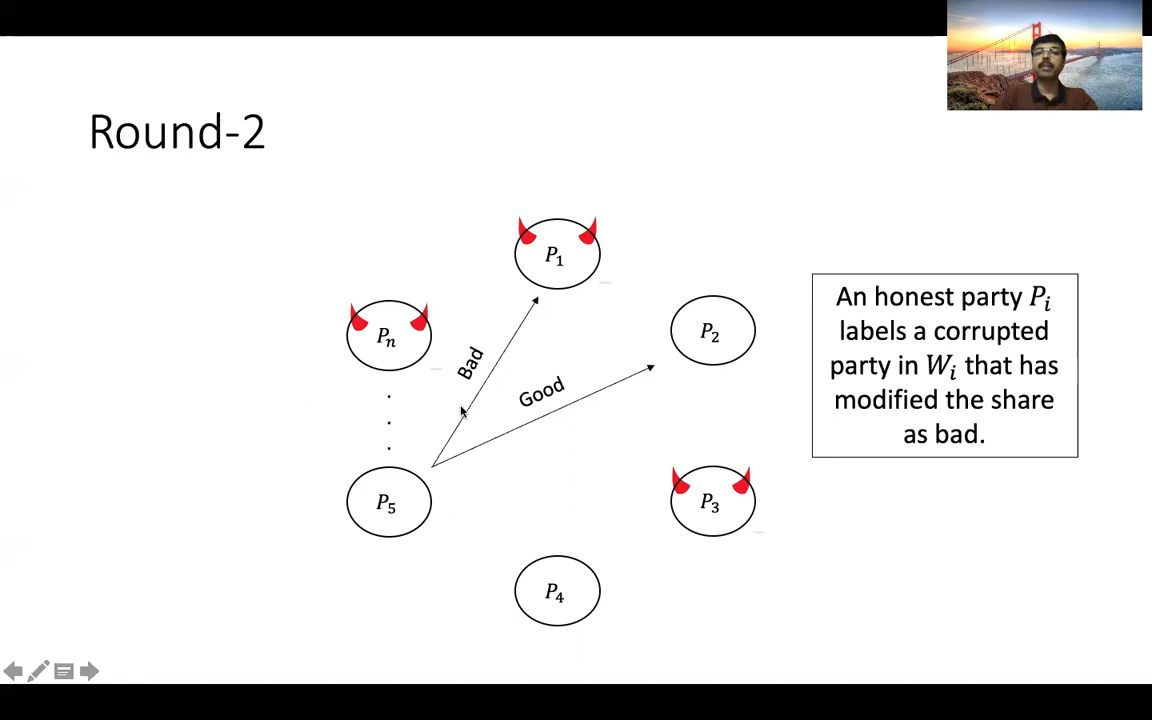 Round-2
P₁
Pₙ
P₂
Bad
Good
An honest party Pᵢ
labels a corrupted
party in Wᵢ that has
modified the share
as bad.
.
.
.
P₅
P₃
P₄